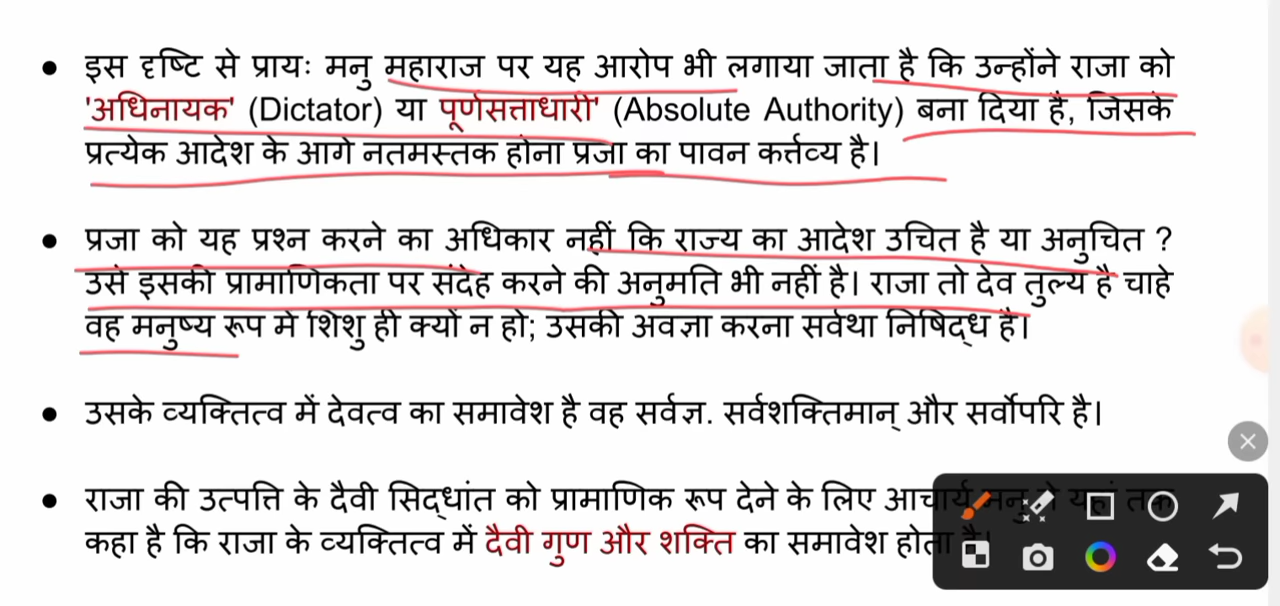 • इस दृष्टि से प्रायः मनु महाराज पर यह आरोप भी लगाया जाता है कि उन्होंने राजा को
'अधिनायक' (Dictator) या पूर्णसत्ताधारी' (Absolute Authority) बना दिया है, जिसके
प्रत्येक आदेश के आगे नतमस्तक होना प्रजा का पावन कर्त्तव्य है।
• प्रजा को यह प्रश्न करने का अधिकार नहीं कि राज्य का आदेश उचित है या अनुचित ?
उसे इसकी प्रामाणिकता पर संदेह करने की अनुमति भी नहीं है। राजा तो देव तुल्य है चाहे
वह मनुष्य रूप मे शिशु ही क्यों न हो; उसकी अवज्ञा करना सर्वथा निषिद्ध है।
• उसके व्यक्तित्व में देवत्व का समावेश है वह सर्वज्ञ. सर्वशक्तिमान् और सर्वोपरि है।
• राजा की उत्पत्ति के दैवी सिद्धांत को प्रामाणिक रूप देने के लिए आचार्य मनु ने यहां तक
कहा है कि राजा के व्यक्तित्व में दैवी गुण और शक्ति का समावेश होता है।